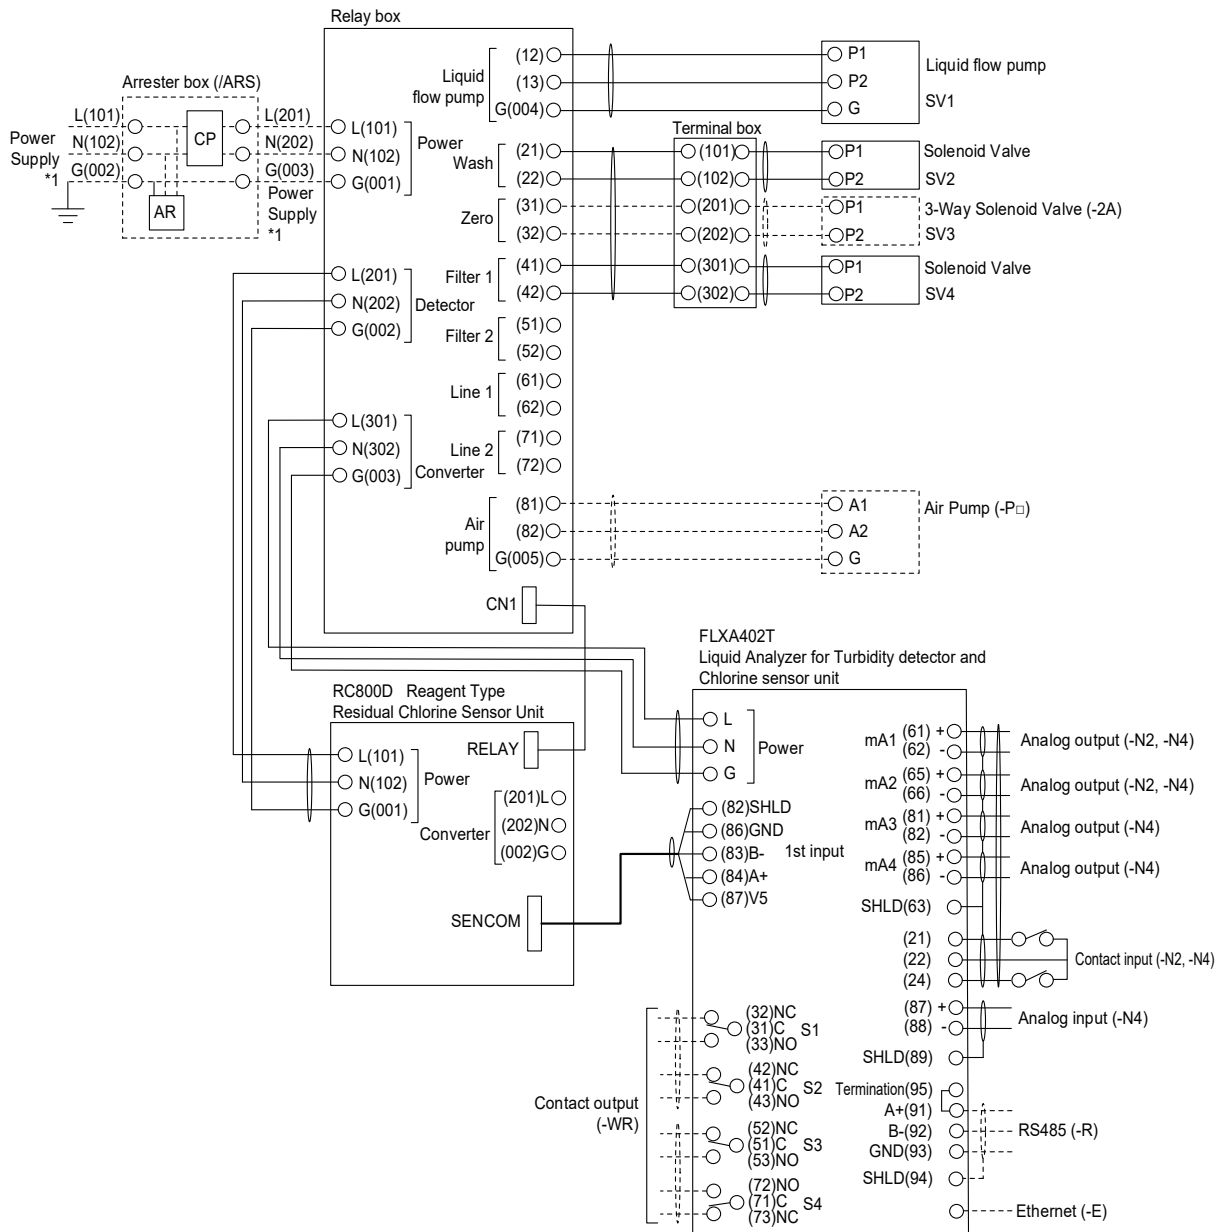 Relay box
(12)
(13)
G(004)
Liquid
flow pump
P1
P2
G
Liquid flow pump
SV1
Arrester box (/ARS)
L(101)
N(102)
G(002)
Power
Supply
*1
CP
AR
L(201)
N(202)
G(003)
Power
Supply
*1
L(101)
N(102)
G(001)
Power
Wash
(21)
(22)
Zero
(31)
(32)
Filter 1
(41)
(42)
Filter 2
(51)
(52)
Line 1
(61)
(62)
Line 2
(71)
(72)
Air
pump
(81)
(82)
G(005)
CN1
Terminal box
(101)
(102)
(201)
(202)
(301)
(302)
P1
P2
Solenoid Valve
SV2
P1
P2
3-Way Solenoid Valve (-2A)
SV3
P1
P2
Solenoid Valve
SV4
A1
A2
G
Air Pump (-P□)
L(201)
N(202)
G(002)
Detector
L(301)
N(302)
G(003)
Converter
RC800D Reagent Type
Residual Chlorine Sensor Unit
RELAY
L(101)
N(102)
G(001)
Power
Converter
(201)L
(202)N
(002)G
SENCOM
FLXA402T
Liquid Analyzer for Turbidity detector and
Chlorine sensor unit
L
N
G
Power
(82)SHLD
(86)GND
(83)B-
(84)A+
(87)V5
1st input
mA1
(61) +
(62) -
Analog output (-N2, -N4)
mA2
(65) +
(66) -
Analog output (-N2, -N4)
mA3
(81) +
(82) -
Analog output (-N4)
mA4
(85) +
(86) -
Analog output (-N4)
SHLD(63)
(21)
(22)
(24)
Contact input (-N2, -N4)
(87) +
(88) -
Analog input (-N4)
SHLD(89)
Termination(95)
A+(91)
B-(92)
GND(93)
SHLD(94)
RS485 (-R)
Ethernet (-E)
Contact output
(-WR)
(32)NC
(31)C S1
(33)NO
(42)NC
(41)C S2
(43)NO
(52)NC
(51)C S3
(53)NO
(72)NO
(71)C S4
(73)NC